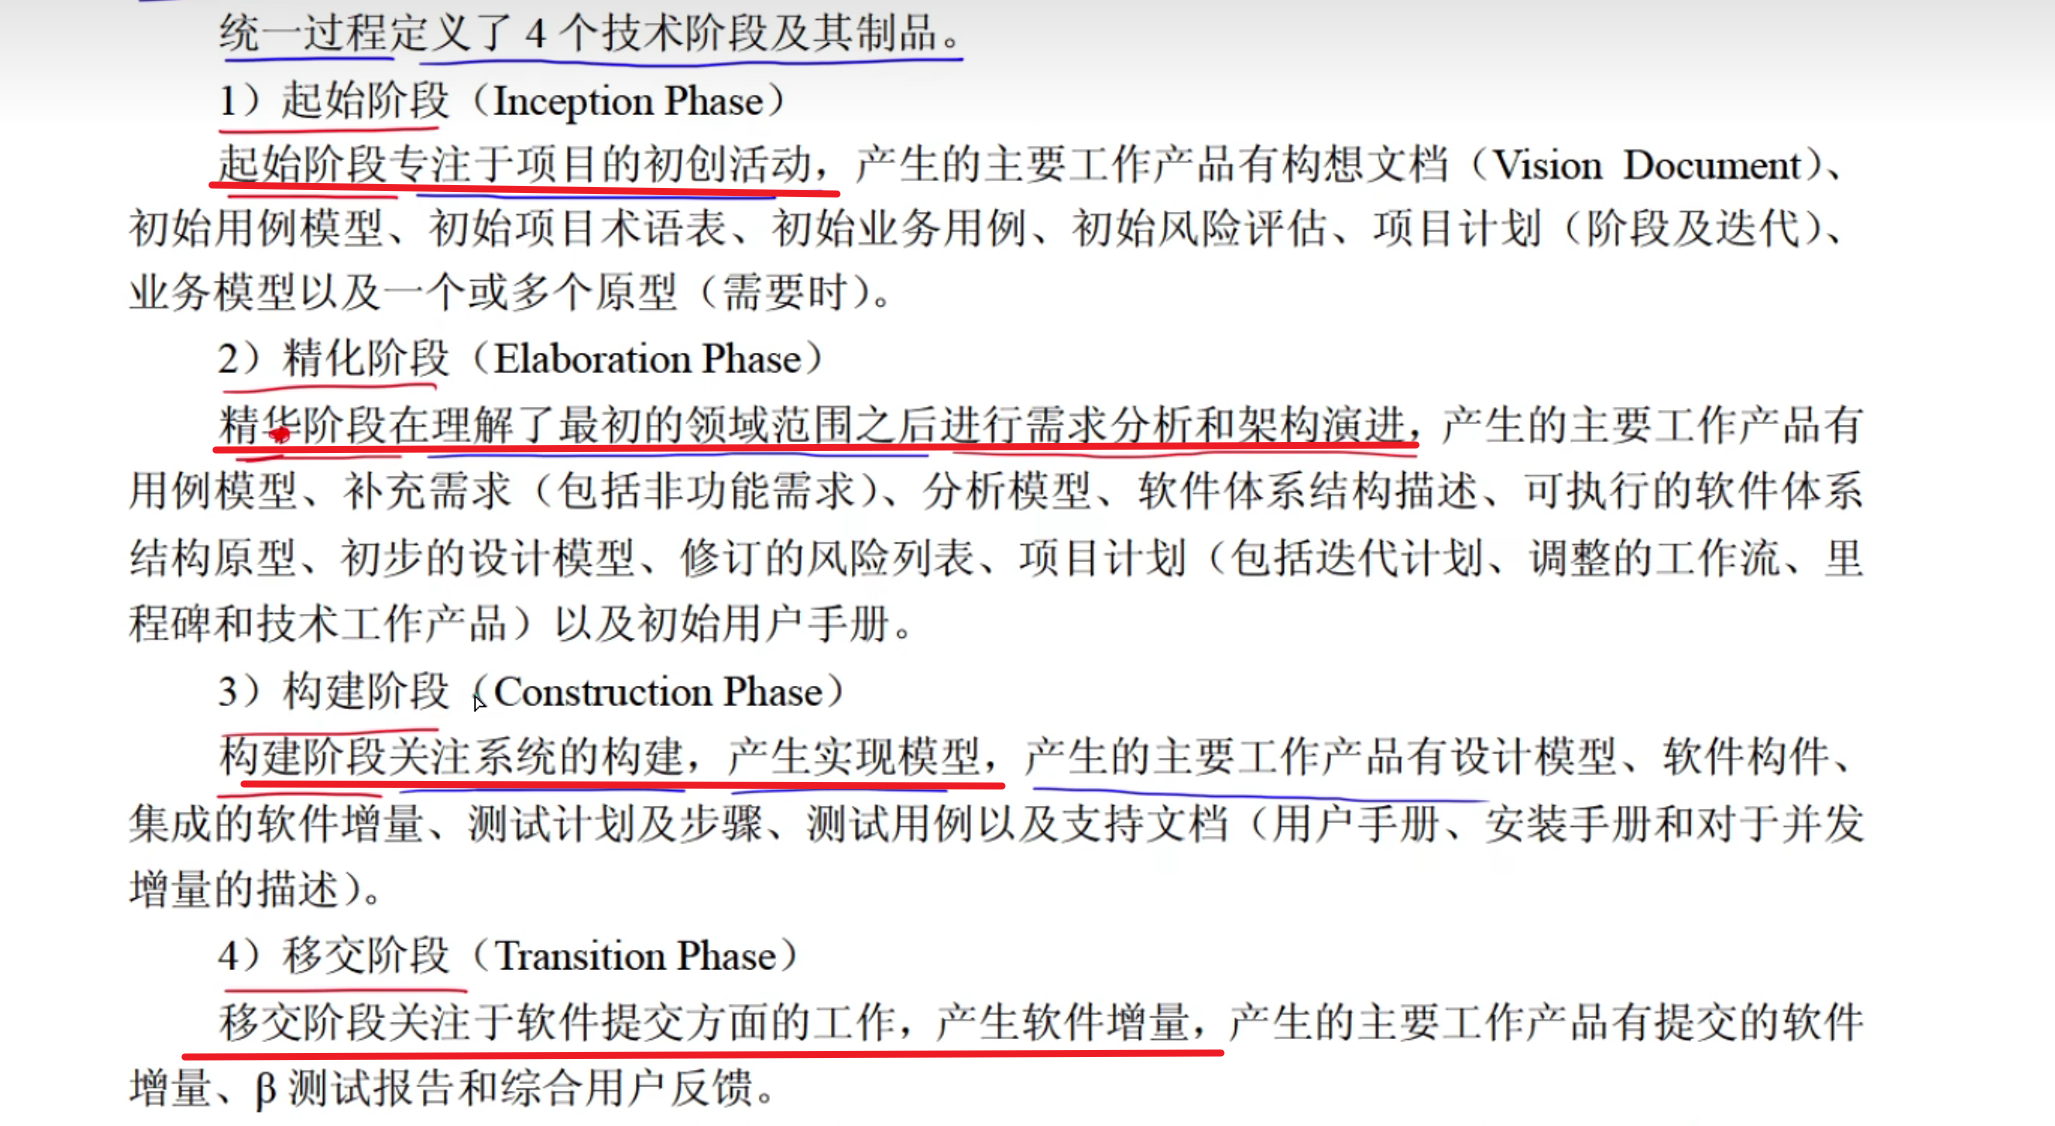 统一过程定义了 4 个技术阶段及其制品。
1）起始阶段（Inception Phase）
起始阶段专注于项目的初创活动，产生的主要工作产品有构想文档（Vision Document）、
初始用例模型、初始项目术语表、初始业务用例、初始风险评估、项目计划（阶段及迭代）、
业务模型以及一个或多个原型（需要时）。
2）精化阶段（Elaboration Phase）
精华阶段在理解了最初的领域范围之后进行需求分析和架构演进，产生的主要工作产品有
用例模型、补充需求（包括非功能需求）、分析模型、软件体系结构描述、可执行的软件体系
结构原型、初步的设计模型、修订的风险列表、项目计划（包括迭代计划、调整的工作流、里
程碑和技术工作产品）以及初始用户手册。
3）构建阶段（Construction Phase）
构建阶段关注系统的构建，产生实现模型，产生的主要工作产品有设计模型、软件构件、
集成的软件增量、测试计划及步骤、测试用例以及支持文档（用户手册、安装手册和对于并发
增量的描述）。
4）移交阶段（Transition Phase）
移交阶段关注于软件提交方面的工作，产生软件增量，产生的主要工作产品有提交的软件
增量、β 测试报告和综合用户反馈。